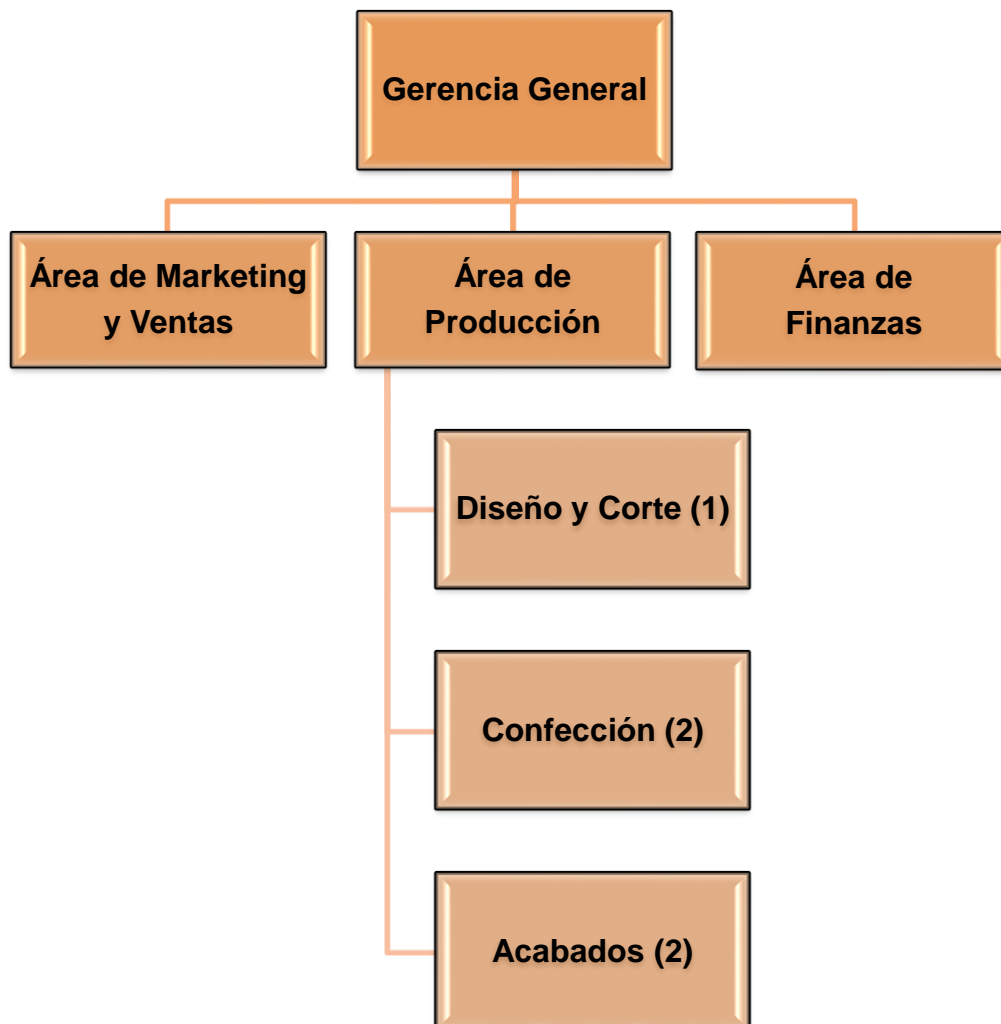 Gerencia General
Área de Marketing
y Ventas
Área de
Producción
Área de
Finanzas
Diseño y Corte (1)
Confección (2)
Acabados (2)